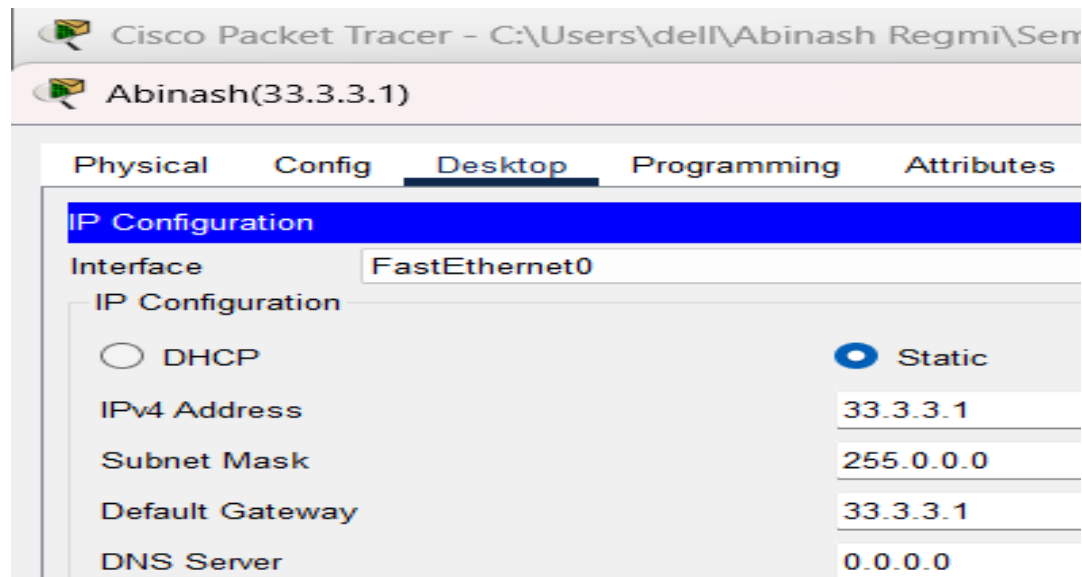 Cisco Packet Tracer - C:\Users\dell\Abinash Regmi\Sem
Abinash(33.3.3.1)
Physical Config Desktop Programming Attributes
IP Configuration
Interface FastEthernet0
IP Configuration
DHCP Static
IPv4 Address 33.3.3.1
Subnet Mask 255.0.0.0
Default Gateway 33.3.3.1
DNS Server 0.0.0.0